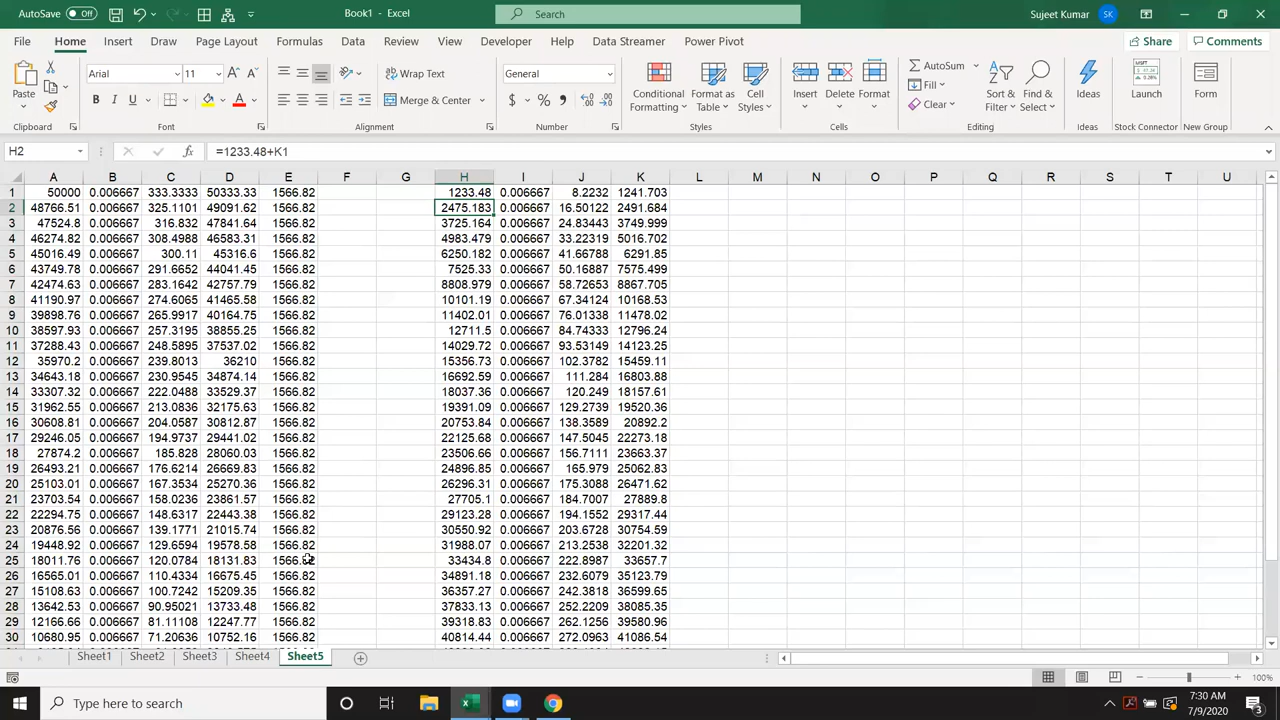 AutoSave Off Book1 - Excel Search Sujeet Kumar SK
File Home Insert Draw Page Layout Formulas Data Review View Developer Help Data Streamer Power Pivot Share Comments
Arial 11 Wrap Text General AutoSum
Paste Merge & Center $ % Conditional Formatting Format as Table Cell Styles Insert Delete Format Fill Clear Sort & Filter Find & Select Ideas Launch Form
Clipboard Font Alignment Number Styles Cells Editing Ideas Stock Connector New Group
H2 fx =1233.48+K1
A B C D E F G H I J K L M N O P Q R S T U
1 50000 0.006667 333.3333 50333.33 1566.82 1233.48 0.006667 8.2232 1241.703
2 48766.51 0.006667 325.1101 49091.62 1566.82 2475.183 0.006667 16.50122 2491.684
3 47524.8 0.006667 316.832 47841.64 1566.82 3725.164 0.006667 24.83443 3749.999
4 46274.82 0.006667 308.4988 46583.31 1566.82 4983.479 0.006667 33.22319 5016.702
5 45016.49 0.006667 300.11 45316.6 1566.82 6250.182 0.006667 41.66788 6291.85
6 43749.78 0.006667 291.6652 44041.45 1566.82 7525.33 0.006667 50.16887 7575.499
7 42474.63 0.006667 283.1642 42757.79 1566.82 8808.979 0.006667 58.72653 8867.705
8 41190.97 0.006667 274.6065 41465.58 1566.82 10101.19 0.006667 67.34124 10168.53
9 39898.76 0.006667 265.9917 40164.75 1566.82 11402.01 0.006667 76.01338 11478.02
10 38597.93 0.006667 257.3195 38855.25 1566.82 12711.5 0.006667 84.74333 12796.24
11 37288.43 0.006667 248.5895 37537.02 1566.82 14029.72 0.006667 93.53149 14123.25
12 35970.2 0.006667 239.8013 36210 1566.82 15356.73 0.006667 102.3782 15459.11
13 34643.18 0.006667 230.9545 34874.14 1566.82 16692.59 0.006667 111.284 16803.88
14 33307.32 0.006667 222.0488 33529.37 1566.82 18037.36 0.006667 120.249 18157.61
15 31962.55 0.006667 213.0836 32175.63 1566.82 19391.09 0.006667 129.2739 19520.36
16 30608.81 0.006667 204.0587 30812.87 1566.82 20753.84 0.006667 138.3589 20892.2
17 29246.05 0.006667 194.9737 29441.02 1566.82 22125.68 0.006667 147.5045 22273.18
18 27874.2 0.006667 185.828 28060.03 1566.82 23506.66 0.006667 156.7111 23663.37
19 26493.21 0.006667 176.6214 26669.83 1566.82 24896.88 0.006667 165.979 25062.83
20 25103.01 0.006667 167.3534 25270.36 1566.82 26296.31 0.006667 175.3088 26471.62
21 23703.54 0.006667 158.0236 23861.57 1566.82 27705.1 0.006667 184.7007 27889.8
22 22294.75 0.006667 148.6317 22443.38 1566.82 29123.28 0.006667 194.1552 29317.44
23 20876.56 0.006667 139.1771 21015.74 1566.82 30550.92 0.006667 203.6728 30754.59
24 19448.92 0.006667 129.6594 19578.58 1566.82 31988.07 0.006667 213.2538 32201.32
25 18011.76 0.006667 120.0784 18131.83 1566.82 33434.8 0.006667 222.8987 33657.7
26 16565.01 0.006667 110.4334 16675.45 1566.82 34891.18 0.006667 232.6079 35123.79
27 15108.63 0.006667 100.7242 15209.35 1566.82 36357.27 0.006667 242.3818 36599.65
28 13642.53 0.006667 90.95021 13733.48 1566.82 37833.13 0.006667 252.2209 38085.35
29 12166.66 0.006667 81.11108 12247.77 1566.82 39318.83 0.006667 262.1256 39580.96
30 10680.95 0.006667 71.20636 10752.16 1566.82 40814.44 0.006667 272.0963 41086.54
Sheet1 Sheet2 Sheet3 Sheet4 Sheet5
100%
Type here to search 7:30 AM
7/9/2020 3